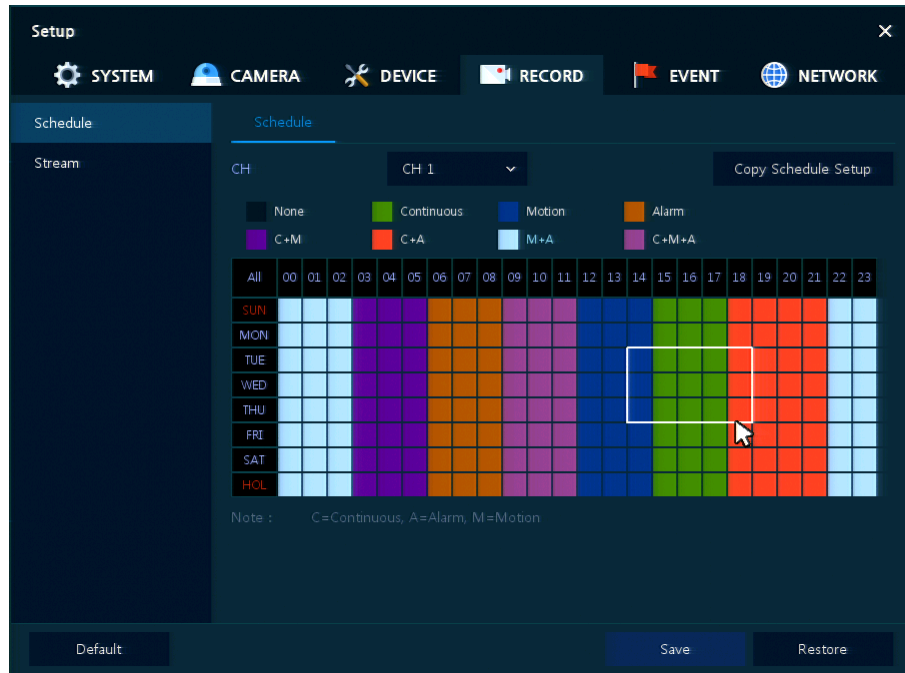 Setup
SYSTEM CAMERA DEVICE RECORD EVENT NETWORK
Schedule
Stream
Schedule
CH CH 1 Copy Schedule Setup
None Continuous Motion Alarm
C+M C+A M+A C+M+A
All 00 01 02 03 04 05 06 07 08 09 10 11 12 13 14 15 16 17 18 19 20 21 22 23
SUN
MON
TUE
WED
THU
FRI
SAT
HOL
Note : C=Continuous, A=Alarm, M=Motion
Default Save Restore